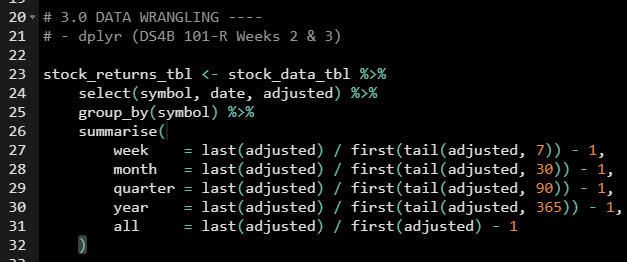 20 # 3.0 DATA WRANGLING ----
21 # - dplyr (DS4B 101-R Weeks 2 & 3)
22
23 stock_returns_tbl <- stock_data_tbl %>%
24     select(symbol, date, adjusted) %>%
25     group_by(symbol) %>%
26     summarise(
27         week    = last(adjusted) / first(tail(adjusted, 7)) - 1,
28         month   = last(adjusted) / first(tail(adjusted, 30)) - 1,
29         quarter = last(adjusted) / first(tail(adjusted, 90)) - 1,
30         year    = last(adjusted) / first(tail(adjusted, 365)) - 1,
31         all     = last(adjusted) / first(adjusted) - 1
32     )